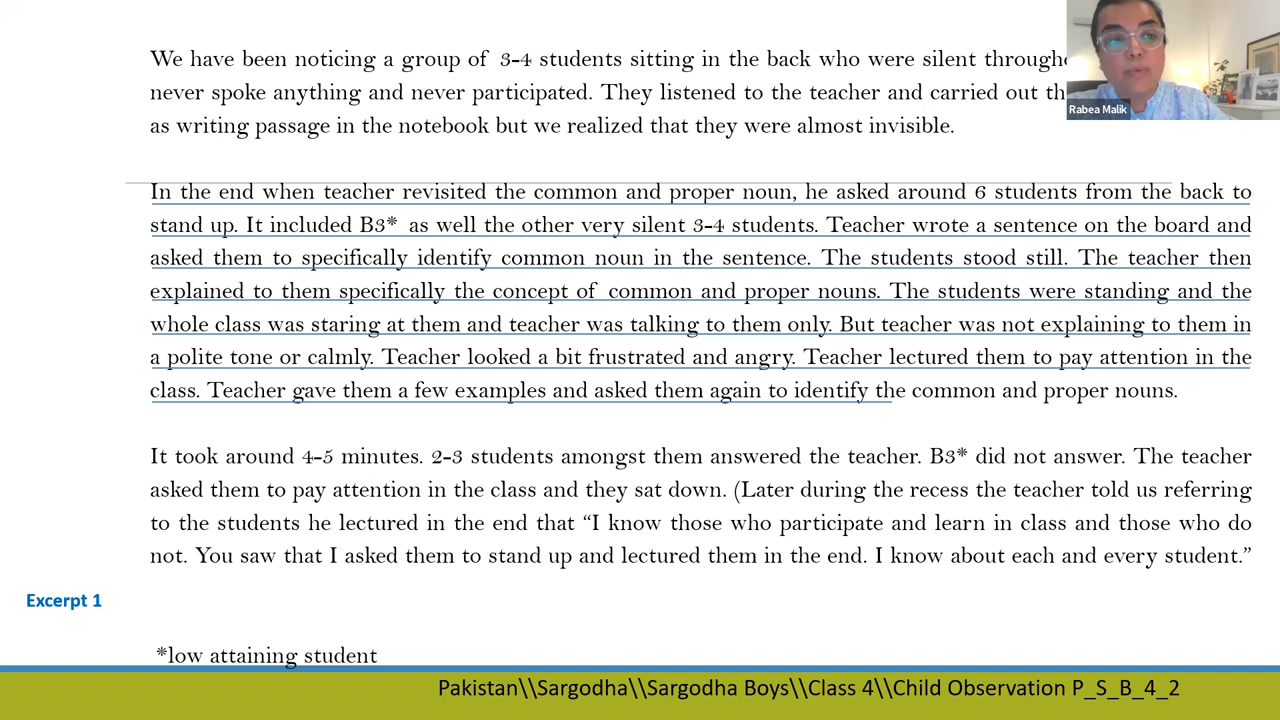 We have been noticing a group of 3-4 students sitting in the back who were silent
never spoke anything and never participated. They listened to the teacher and carried out
as writing passage in the notebook but we realized that they were almost invisible.
Rabea Malik
In the end when teacher revisited the common and proper noun, he asked around 6 students from the back to
stand up. It included B3* as well the other very silent 3-4 students. Teacher wrote a sentence on the board and
asked them to specifically identify common noun in the sentence. The students stood still. The teacher then
explained to them specifically the concept of common and proper nouns. The students were standing and the
whole class was staring at them and teacher was talking to them only. But teacher was not explaining to them in
a polite tone or calmly. Teacher looked a bit frustrated and angry. Teacher lectured them to pay attention in the
class. Teacher gave them a few examples and asked them again to identify the common and proper nouns.
It took around 4-5 minutes. 2-3 students amongst them answered the teacher. B3* did not answer. The teacher
asked them to pay attention in the class and they sat down. (Later during the recess the teacher told us referring
to the students he lectured in the end that “I know those who participate and learn in class and those who do
not. You saw that I asked them to stand up and lectured them in the end. I know about each and every student.”
Excerpt 1
*low attaining student
Pakistan\\Sargodha\\Sargodha Boys\\Class 4\\Child Observation P_S_B_4_2